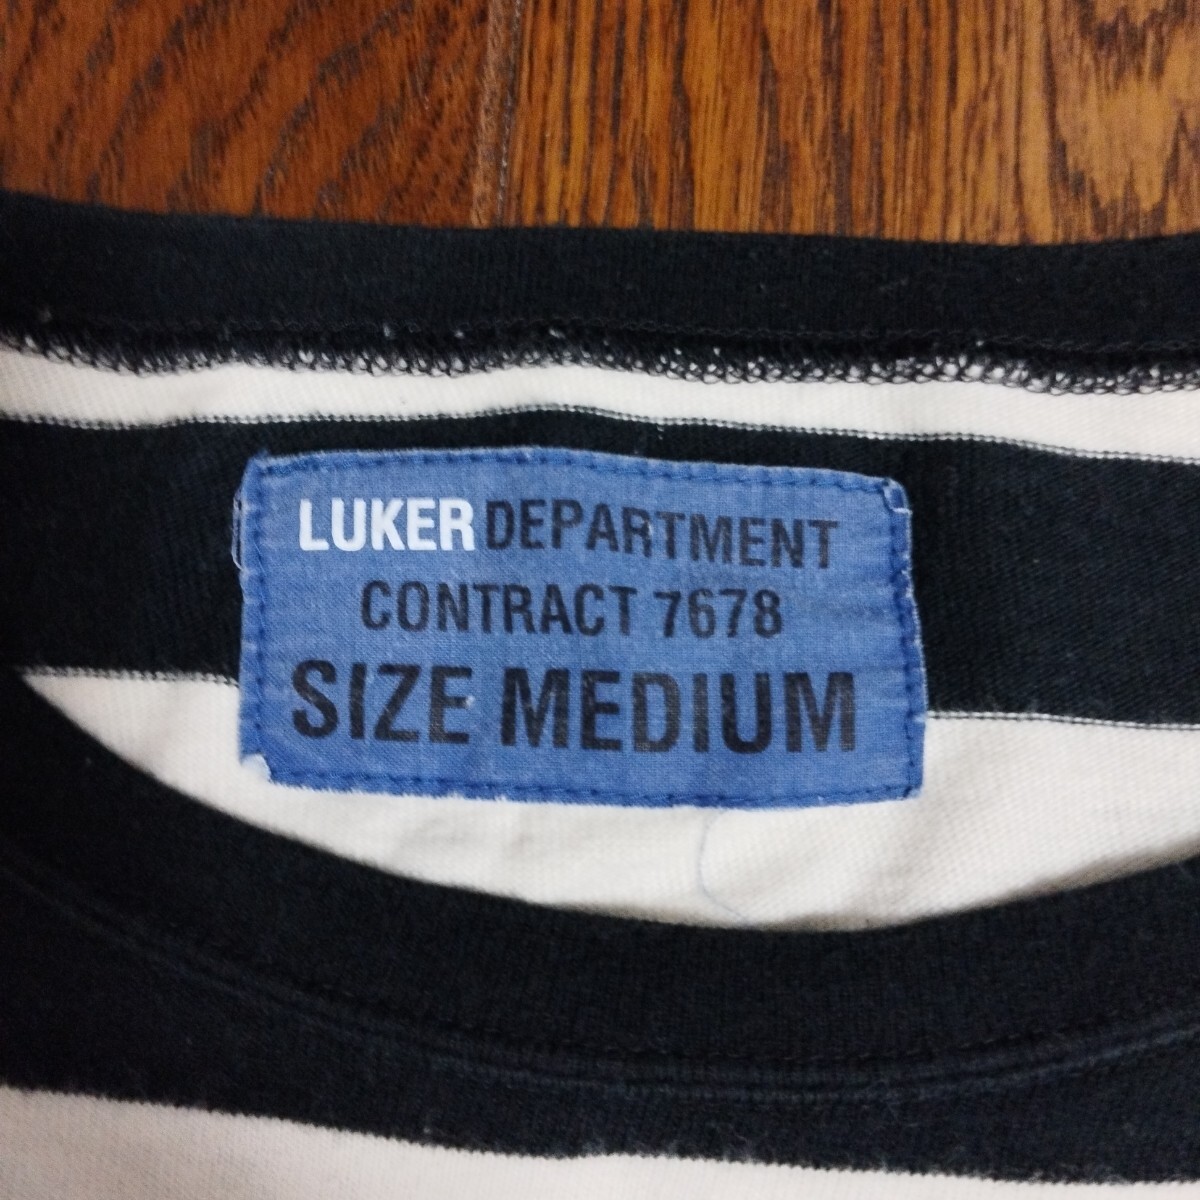 LUKER DEPARTMENT
CONTRACT 7678
SIZE MEDIUM